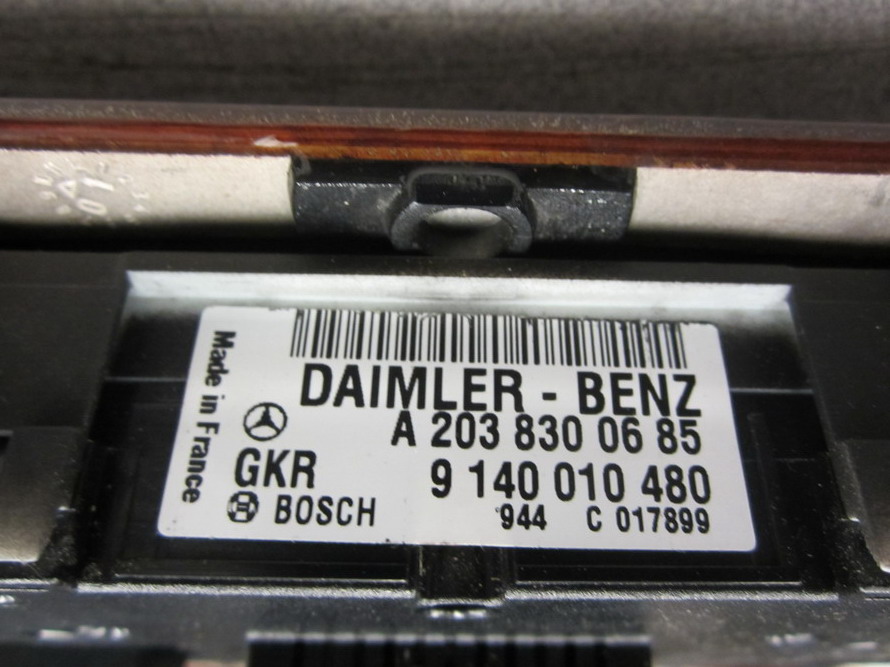 DAIMLER - BENZ
A 203 830 06 85
GKR
9 140 010 480
BOSCH
944 C 017899
Made in France